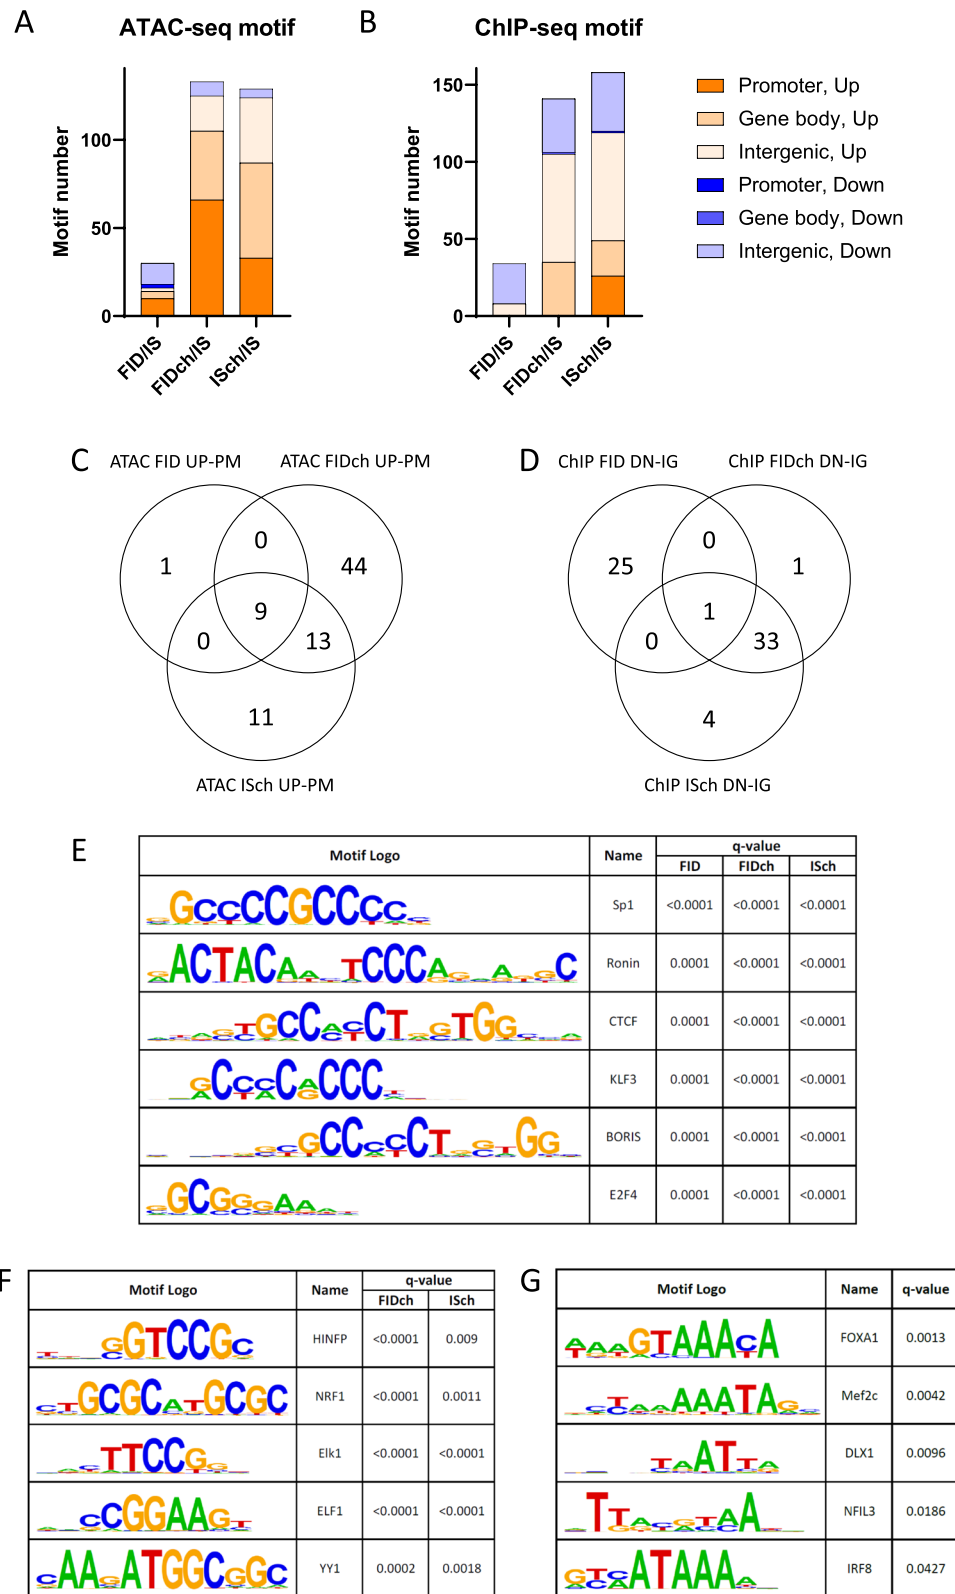 A ATAC-seq motif
B ChIP-seq motif
Motif number
100
50
0
FID/IS
FIDch/IS
ISch/IS
Motif number
150
100
50
0
FID/IS
FIDch/IS
ISch/IS
Promoter, Up
Gene body, Up
Intergenic, Up
Promoter, Down
Gene body, Down
Intergenic, Down
C
ATAC FID UP-PM
ATAC FIDch UP-PM
1
0
44
9
0
13
11
ATAC ISch UP-PM
D
ChIP FID DN-IG
ChIP FIDch DN-IG
25
0
1
1
0
33
4
ChIP ISch DN-IG
E
Motif Logo Name q-value
FID FIDch ISch
Sp1 <0.0001 <0.0001 <0.0001
Ronin 0.0001 <0.0001 <0.0001
CTCF 0.0001 <0.0001 <0.0001
KLF3 0.0001 <0.0001 <0.0001
BORIS 0.0001 <0.0001 <0.0001
E2F4 0.0001 <0.0001 <0.0001
F
Motif Logo Name q-value
FIDch ISch
HINFP <0.0001 0.009
NRF1 <0.0001 0.0011
Elk1 <0.0001 <0.0001
ELF1 <0.0001 <0.0001
YY1 0.0002 0.0018
G
Motif Logo Name q-value
FOXA1 0.0013
Mef2c 0.0042
DLX1 0.0096
NFIL3 0.0186
IRF8 0.0427